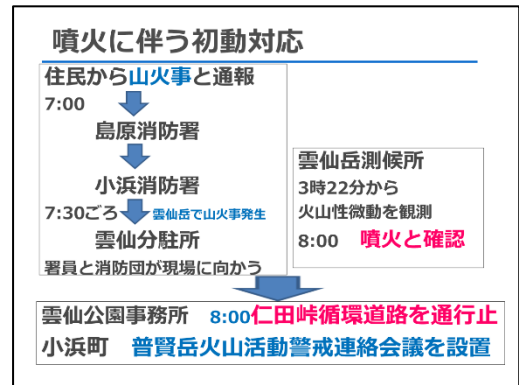 噴火に伴う初動対応
住民から山火事と通報
7:00
島原消防署
小浜消防署
7:30ごろ 雲仙岳で山火事発生
雲仙分駐所
署員と消防団が現場に向かう
雲仙岳測候所
3時22分から
火山性微動を観測
8:00 噴火と確認
雲仙公園事務所 8:00仁田峠循環道路を通行止
小浜町 普賢岳火山活動警戒連絡会議を設置